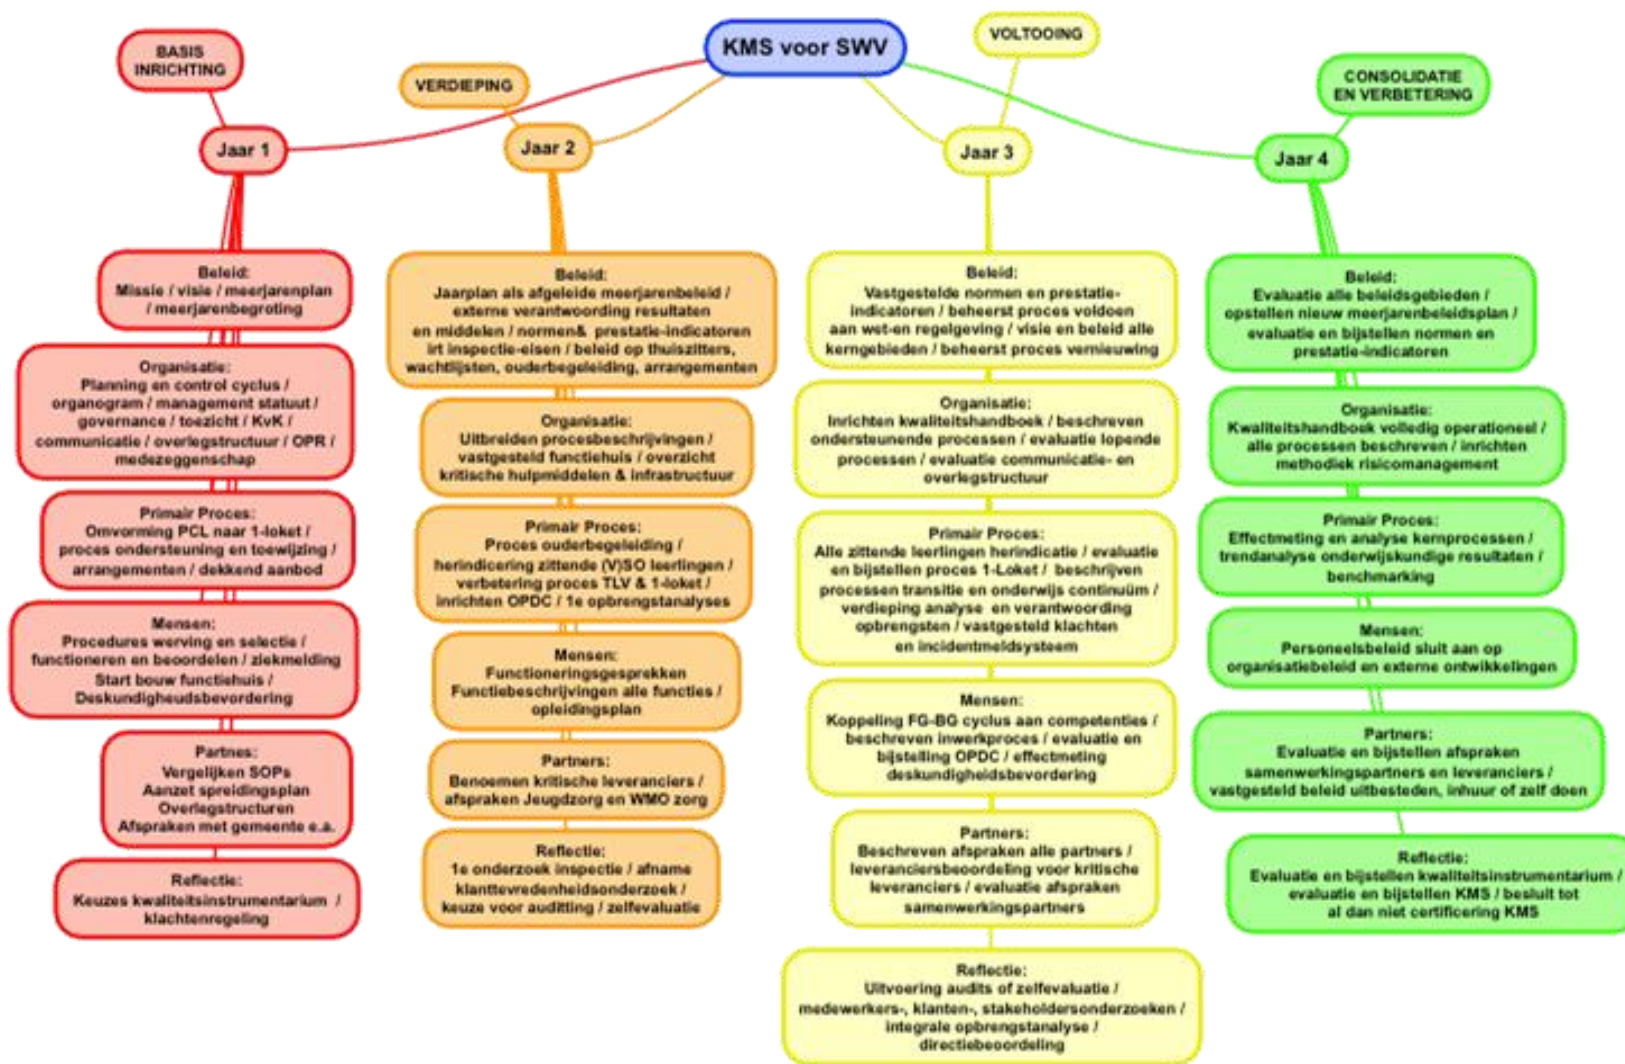 KMS voor SWV
BASIS
INRICHTING
Jaar 1
Beleid:
Missie / visie / meerjarenplan
/ meerjarenbegroting
Organisatie:
Planning en control cyclus /
organogram / management statuut /
governance / toezicht / KvK /
communicatie / overlegstructuur / OPR /
medezeggenschap
Primair Proces:
Omvorming PCL naar 1-loket /
proces ondersteuning en toewijzing /
arrangementen / dekkend aanbod
Mensen:
Procedures werving en selectie /
functioneren en beoordelen / ziekmelding
Start bouw functiehuis /
Deskundigheudsbevordering
Partnes:
Vergelijken SOPs
Aanzet spreidingsplan
Overlegstructuren
Afspraken met gemeente e.a.
Reflectie:
Keuzes kwaliteitsinstrumentarium /
klachtenregeling
VERDIEPING
Jaar 2
Beleid:
Jaarplan als afgeleide meerjarenbeleid /
externe verantwoording resultaten
en middelen / normen& prestatie-indicatoren
irt inspectie-eisen / beleid op thuiszitters,
wachtlijsten, ouderbegeleiding, arrangementen
Organisatie:
Uitbreiden procesbeschrijvingen /
vastgesteld functiehuis / overzicht
kritische hulpmiddelen & infrastructuur
Primair Proces:
Proces ouderbegeleiding /
herindicering zittende (V)SO leerlingen /
verbetering proces TLV & 1-loket /
inrichten OPDC / 1e opbrengstanalyses
Mensen:
Functioneringsgesprekken
Functiebeschrijvingen alle functies /
opleidingsplan
Partners:
Benoemen kritische leveranciers /
afspraken Jeugdzorg en WMO zorg
Reflectie:
1e onderzoek inspectie / afname
klanttevredenheidsonderzoek /
keuze voor auditting / zelfevaluatie
VOLTOOING
Jaar 3
Beleid:
Vastgestelde normen en prestatie-
indicatoren / beheerst proces voldoen
aan wet-en regelgeving / visie en beleid alle
kerngebieden / beheerst proces vernieuwing
Organisatie:
Inrichten kwaliteitshandboek / beschreven
ondersteunende processen / evaluatie lopende
processen / evaluatie communicatie- en
overlegstructuur
Primair Proces:
Alle zittende leerlingen herindicatie / evaluatie
en bijstellen proces 1-Loket / beschrijven
processen transitie en onderwijs continuüm /
verdieping analyse en verantwoording
opbrengsten / vastgesteld klachten
en incidentmeldsysteem
Mensen:
Koppeling FG-BG cyclus aan competenties /
beschreven inwerkproces / evaluatie en
bijstelling OPDC / effectmeting
deskundigheidsbevordering
Partners:
Beschreven afspraken alle partners /
leveranciersbeoordeling voor kritische
leveranciers / evaluatie afspraken
samenwerkingspartners
Reflectie:
Uitvoering audits of zelfevaluatie /
medewerkers-, klanten-, stakeholdersonderzoeken /
integrale opbrengstanalyse /
directiebeoordeling
CONSOLIDATIE
EN VERBETERING
Jaar 4
Beleid:
Evaluatie alle beleidsgebieden /
opstellen nieuw meerjarenbeleidsplan /
evaluatie en bijstellen normen en
prestatie-indicatoren
Organisatie:
Kwaliteitshandboek volledig operationeel /
alle processen beschreven / inrichten
methodiek risicomanagement
Primair Proces:
Effectmeting en analyse kernprocessen /
trendanalyse onderwijskundige resultaten /
benchmarking
Mensen:
Personeelsbeleid sluit aan op
organisatiebeleid en externe ontwikkelingen
Partners:
Evaluatie en bijstellen afspraken
samenwerkingspartners en leveranciers /
vastgesteld beleid uitbesteden, inhuur of zelf doen
Reflectie:
Evaluatie en bijstellen kwaliteitsinstrumentarium /
evaluatie en bijstellen KMS / besluit tot
al dan niet certificering KMS